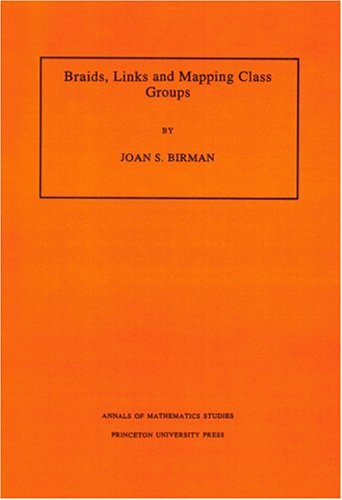 Braids, Links and Mapping Class
Groups
BY
JOAN S. BIRMAN
ANNALS OF MATHEMATICS STUDIES
PRINCETON UNIVERSITY PRESS